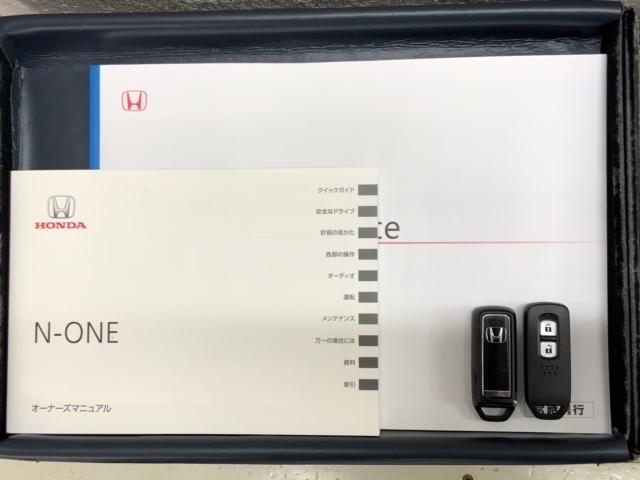 HONDA
N-ONE
オーナーズマニュアル
クイックガイド
安全なドライブ
計器の見かた
各部の操作
オーディオ
運転
メンテナンス
万一の場合には
資料
索引
te